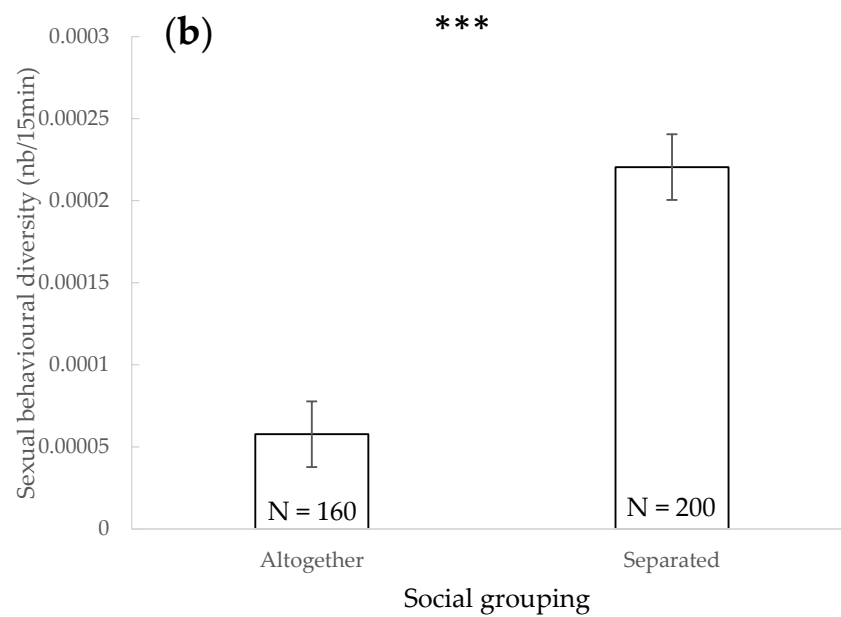 (b)
***
Sexual behavioural diversity (nb/15min)
0.0003
0.00025
0.0002
0.00015
0.0001
0.00005
0
N = 160
N = 200
Altogether
Separated
Social grouping